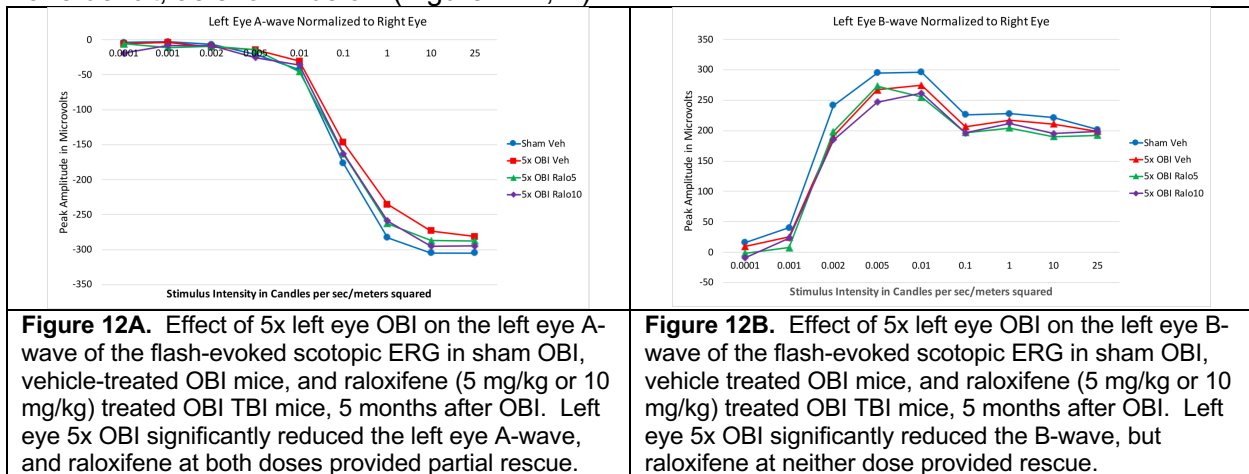 Left Eye A-wave Normalized to Right Eye
0
-50
-100
-150
-200
-250
-300
-350
0.0001 0.001 0.002 0.005 0.01 0.1 1 10 25
Peak Amplitude in Microvolts
Stimulus Intensity in Candles per sec/meters squared
Sham Veh
5x OBI Veh
5x OBI Ralo5
5x OBI Ralo10
Left Eye B-wave Normalized to Right Eye
350
300
250
200
150
100
50
0
-50
0.0001 0.001 0.002 0.005 0.01 0.1 1 10 25
Peak Amplitude in Microvolts
Stimulus Intensity in Candles per sec/meters squared
Sham Veh
5x OBI Veh
5x OBI Ralo5
5x OBI Ralo10
Figure 12A. Effect of 5x left eye OBI on the left eye A-
wave of the flash-evoked scotopic ERG in sham OBI,
vehicle-treated OBI mice, and raloxifene (5 mg/kg or 10
mg/kg) treated OBI TBI mice, 5 months after OBI. Left
eye 5x OBI significantly reduced the left eye A-wave,
and raloxifene at both doses provided partial rescue.
Figure 12B. Effect of 5x left eye OBI on the left eye B-
wave of the flash-evoked scotopic ERG in sham OBI,
vehicle treated OBI mice, and raloxifene (5 mg/kg or 10
mg/kg) treated OBI TBI mice, 5 months after OBI. Left
eye 5x OBI significantly reduced the B-wave, but
raloxifene at neither dose provided rescue.